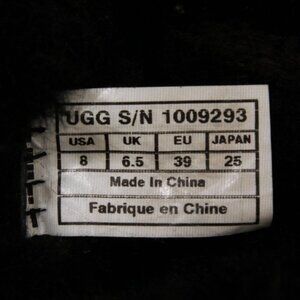 UGG S/N 1009293
USA UK EU JAPAN
8 6.5 39 25
Made In China
Fabrique en Chine